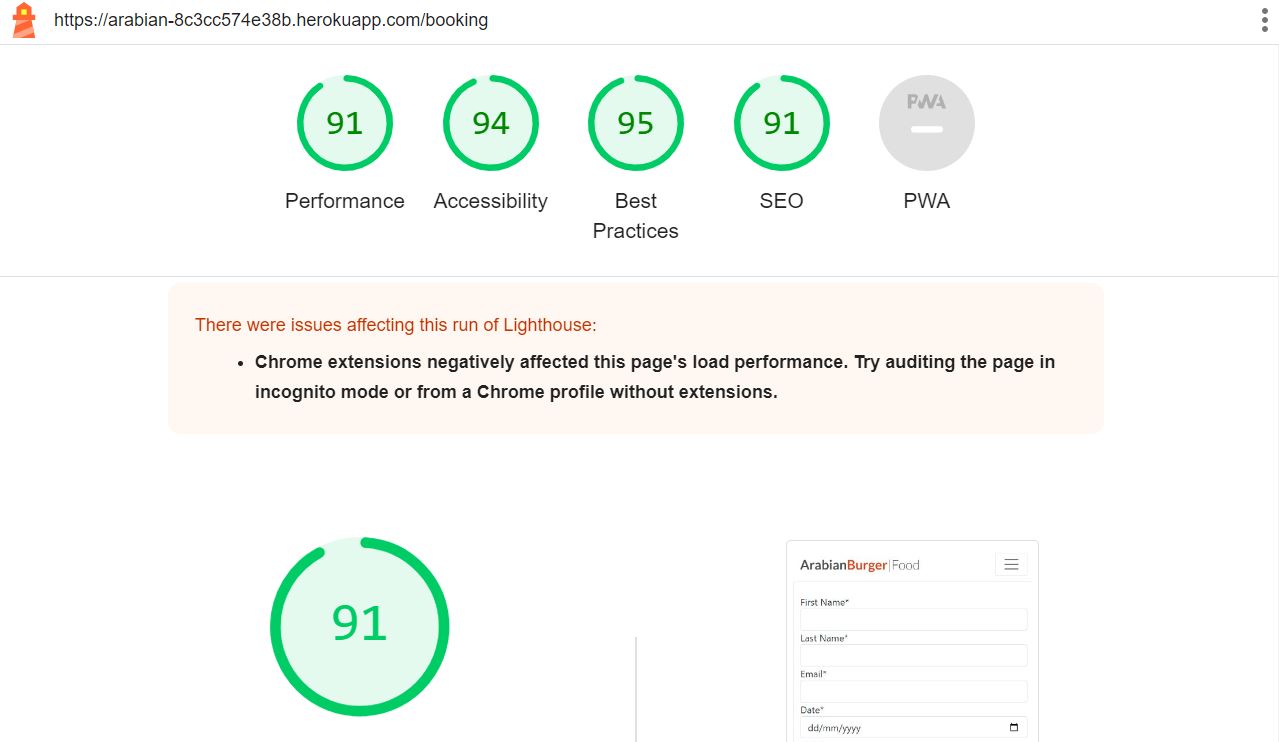 https://arabian-8c3cc574e38b.herokuapp.com/booking
91
94
95
91
PWA
Performance
Accessibility
Best
Practices
SEO
PWA
There were issues affecting this run of Lighthouse:
Chrome extensions negatively affected this page's load performance. Try auditing the page in
incognito mode or from a Chrome profile without extensions.
91
ArabianBurger|Food
First Name*
Last Name*
Email*
Date*
dd/mm/yyyy